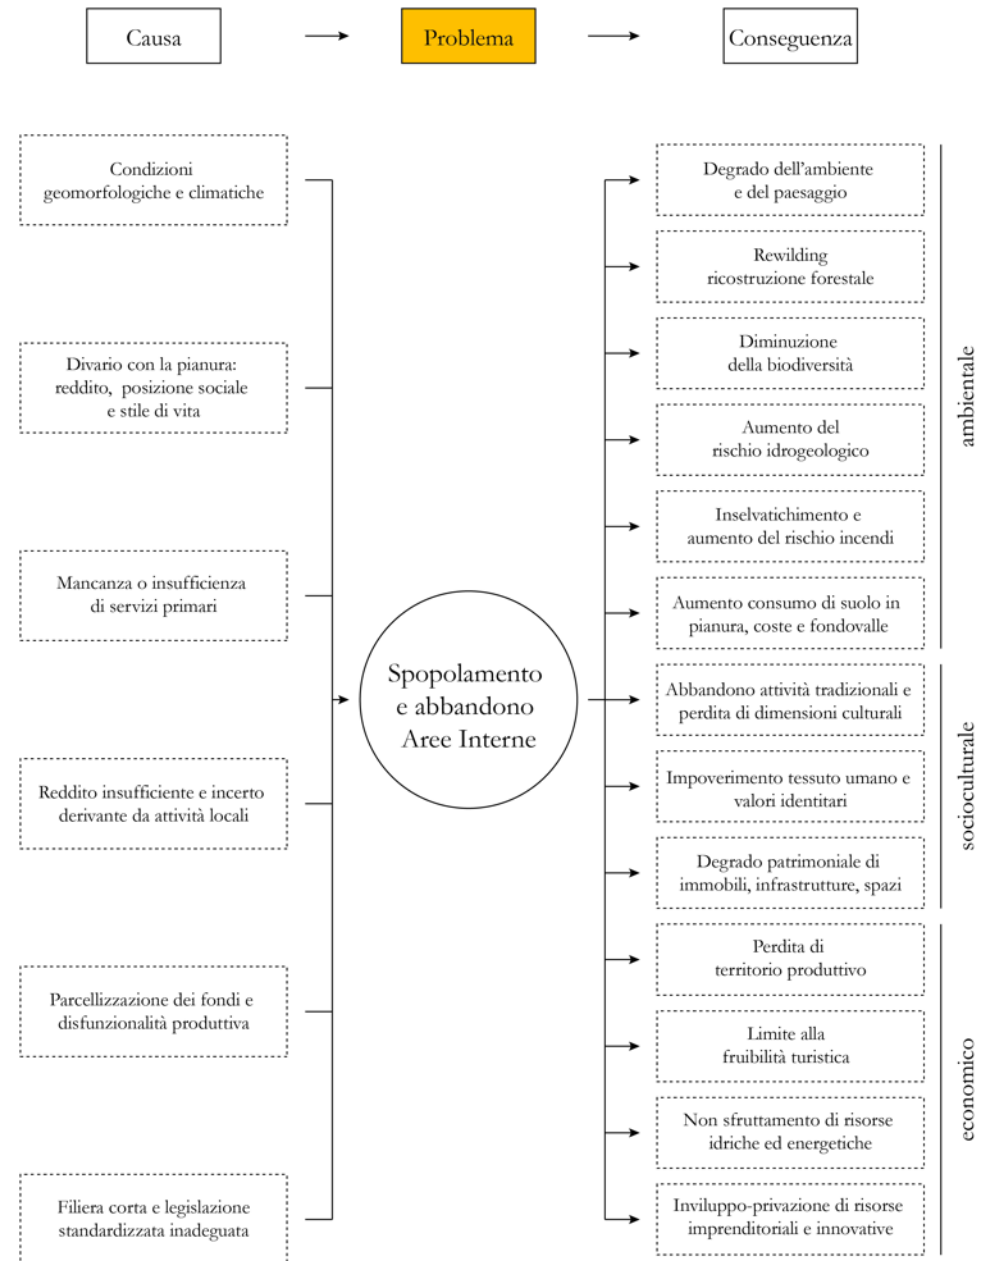 Causa
Problema
Conseguenza
Condizioni
geomorfologiche e climatiche
Divario con la pianura:
reddito, posizione sociale
e stile di vita
Mancanza o insufficienza
di servizi primari
Reddito insufficiente e incerto
derivante da attività locali
Parcellizzazione dei fondi e
disfunzionalità produttiva
Filiera corta e legislazione
standardizzata inadeguata
Spopolamento
e abbandono
Aree Interne
Degrado dell'ambiente
e del paesaggio
Rewilding
ricostruzione forestale
Diminuzione
della biodiversità
Aumento del
rischio idrogeologico
Inselvatichimento e
aumento del rischio incendi
Aumento consumo di suolo in
pianura, coste e fondovalle
ambientale
Abbandono attività tradizionali e
perdita di dimensioni culturali
Impoverimento tessuto umano e
valori identitari
Degrado patrimoniale di
immobili, infrastrutture, spazi
socioculturale
Perdita di
territorio produttivo
Limite alla
fruibilità turistica
Non sfruttamento di risorse
idriche ed energetiche
Inviluppo-privazione di risorse
imprenditoriali e innovative
economico